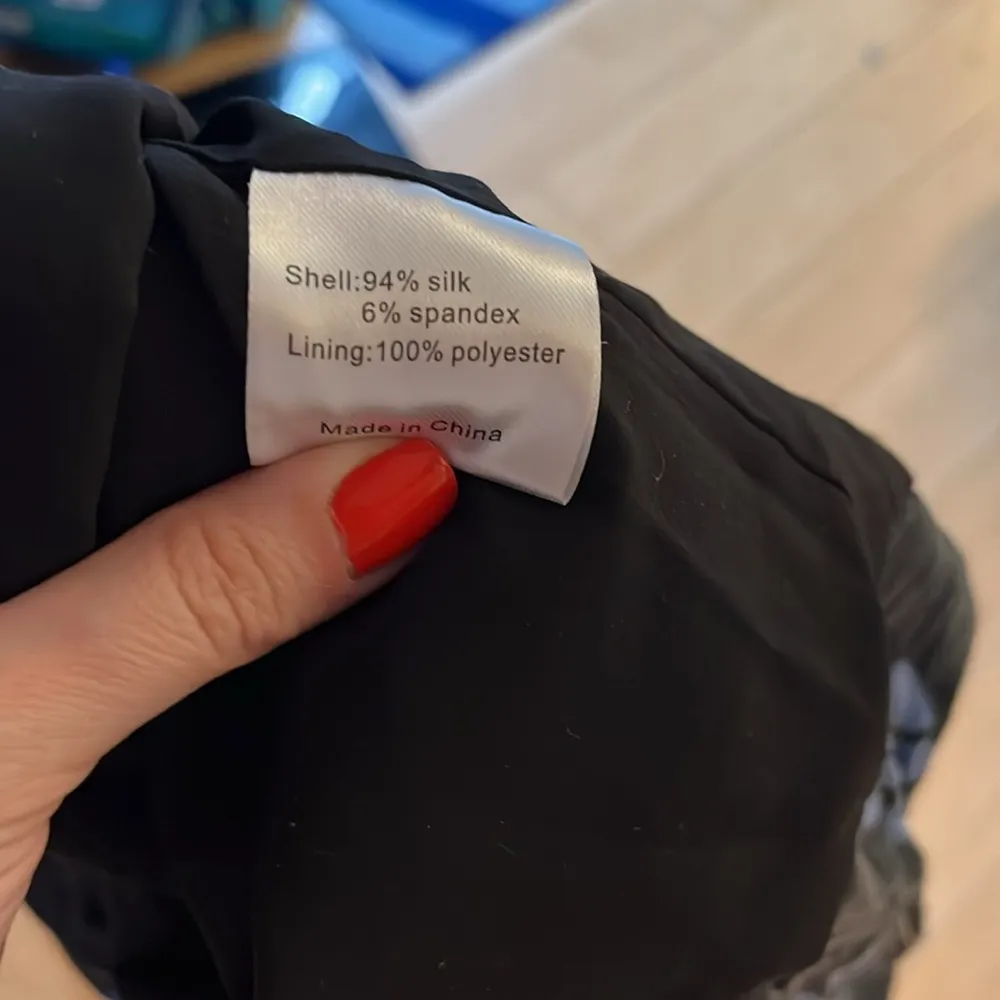 Shell:94% silk
6% spandex
Lining:100% polyester
Made in China